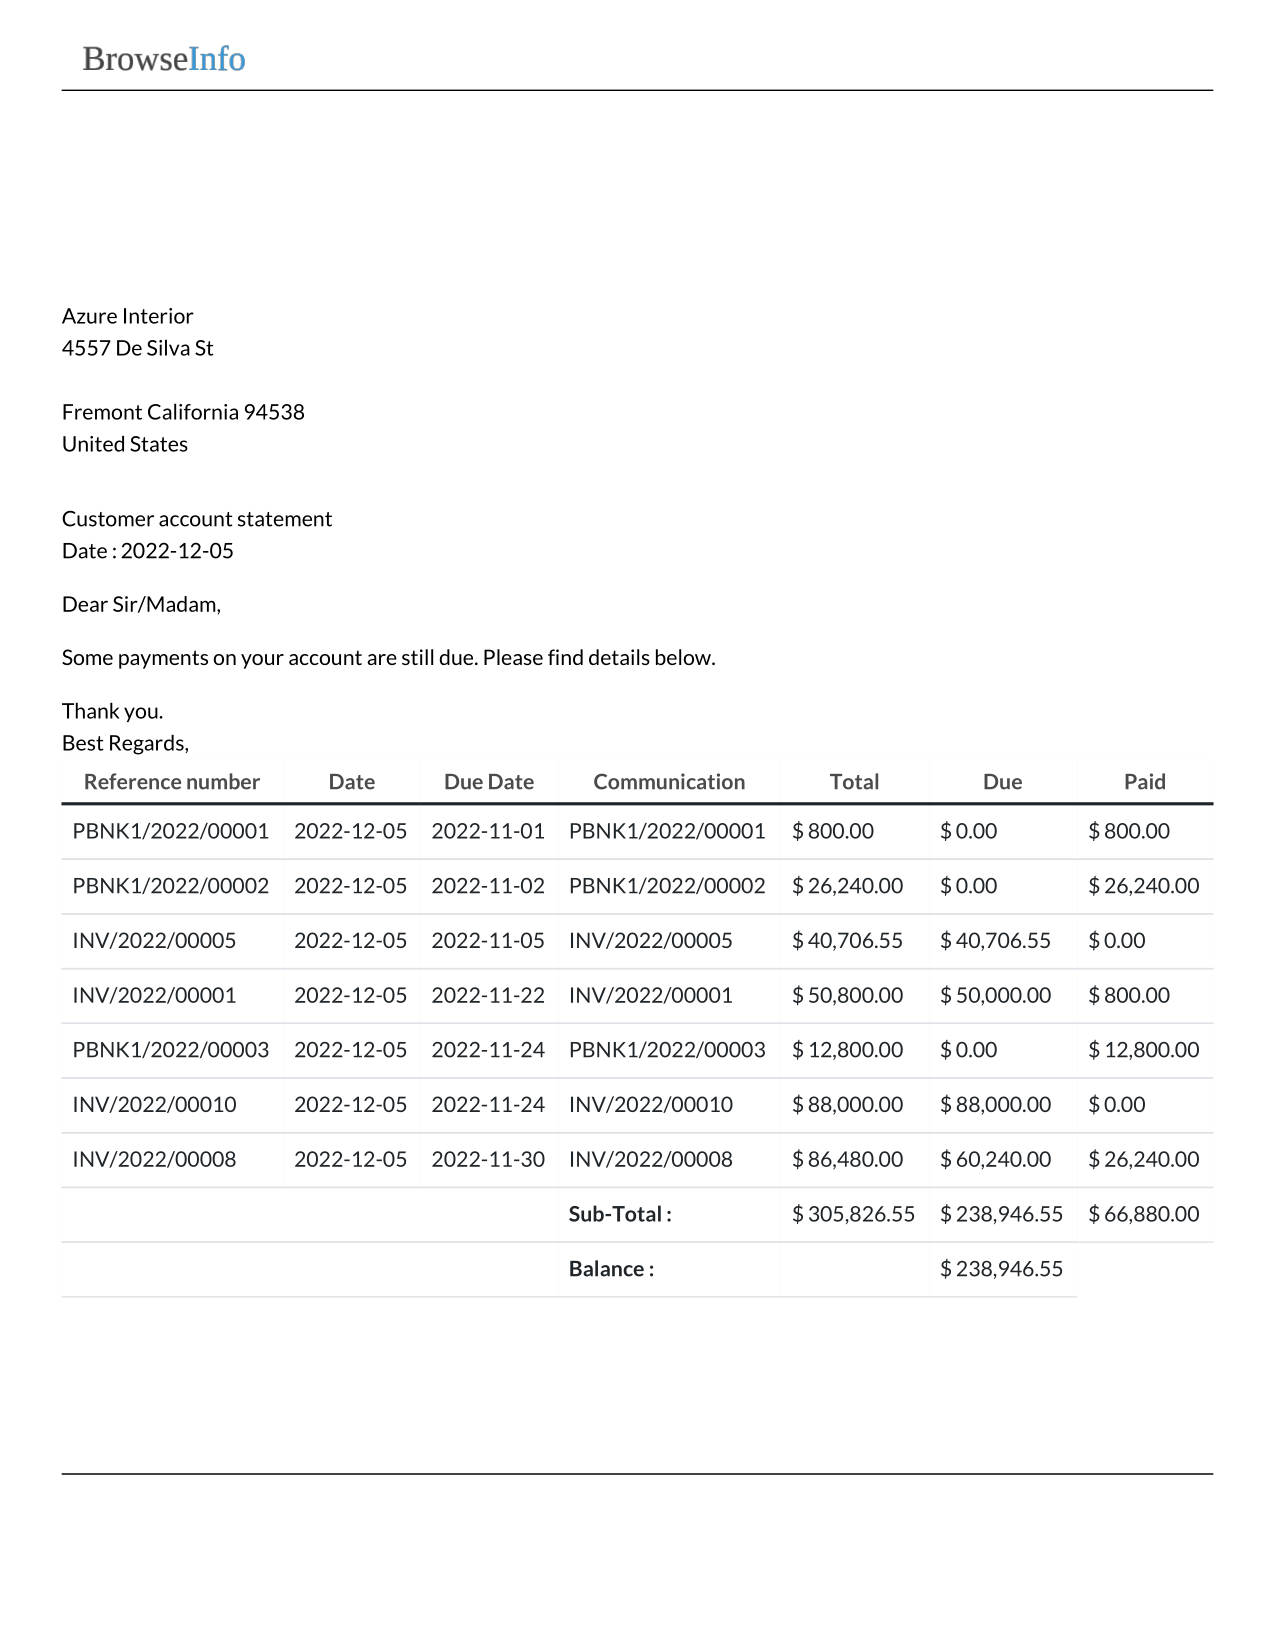 BrowseInfo
Azure Interior
4557 De Silva St
Fremont California 94538
United States
Customer account statement
Date : 2022-12-05
Dear Sir/Madam,
Some payments on your account are still due. Please find details below.
Thank you.
Best Regards,
Reference number Date Due Date Communication Total Due Paid
PBNK1/2022/00001 2022-12-05 2022-11-01 PBNK1/2022/00001 $ 800.00 $ 0.00 $ 800.00
PBNK1/2022/00002 2022-12-05 2022-11-02 PBNK1/2022/00002 $ 26,240.00 $ 0.00 $ 26,240.00
INV/2022/00005 2022-12-05 2022-11-05 INV/2022/00005 $ 40,706.55 $ 40,706.55 $ 0.00
INV/2022/00001 2022-12-05 2022-11-22 INV/2022/00001 $ 50,800.00 $ 50,000.00 $ 800.00
PBNK1/2022/00003 2022-12-05 2022-11-24 PBNK1/2022/00003 $ 12,800.00 $ 0.00 $ 12,800.00
INV/2022/00010 2022-12-05 2022-11-24 INV/2022/00010 $ 88,000.00 $ 88,000.00 $ 0.00
INV/2022/00008 2022-12-05 2022-11-30 INV/2022/00008 $ 86,480.00 $ 60,240.00 $ 26,240.00
Sub-Total : $ 305,826.55 $ 238,946.55 $ 66,880.00
Balance : $ 238,946.55